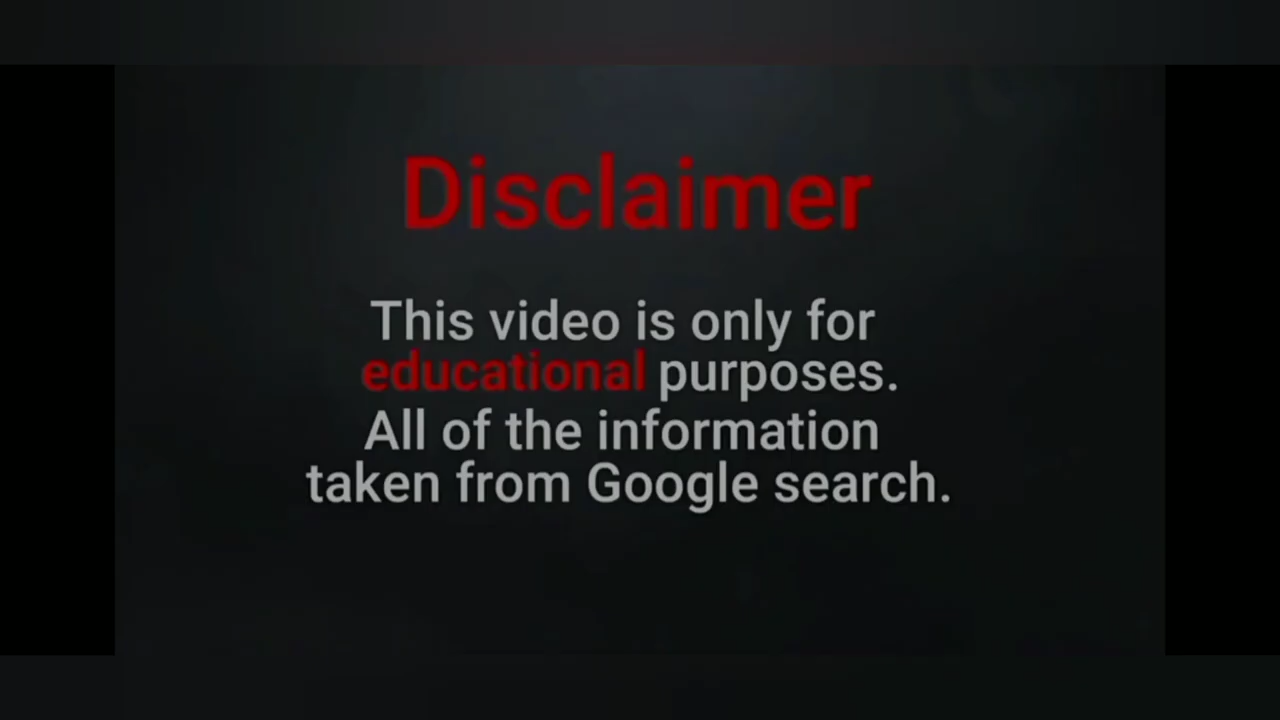 Disclaimer
This video is only for
educational purposes.
All of the information
taken from Google search.